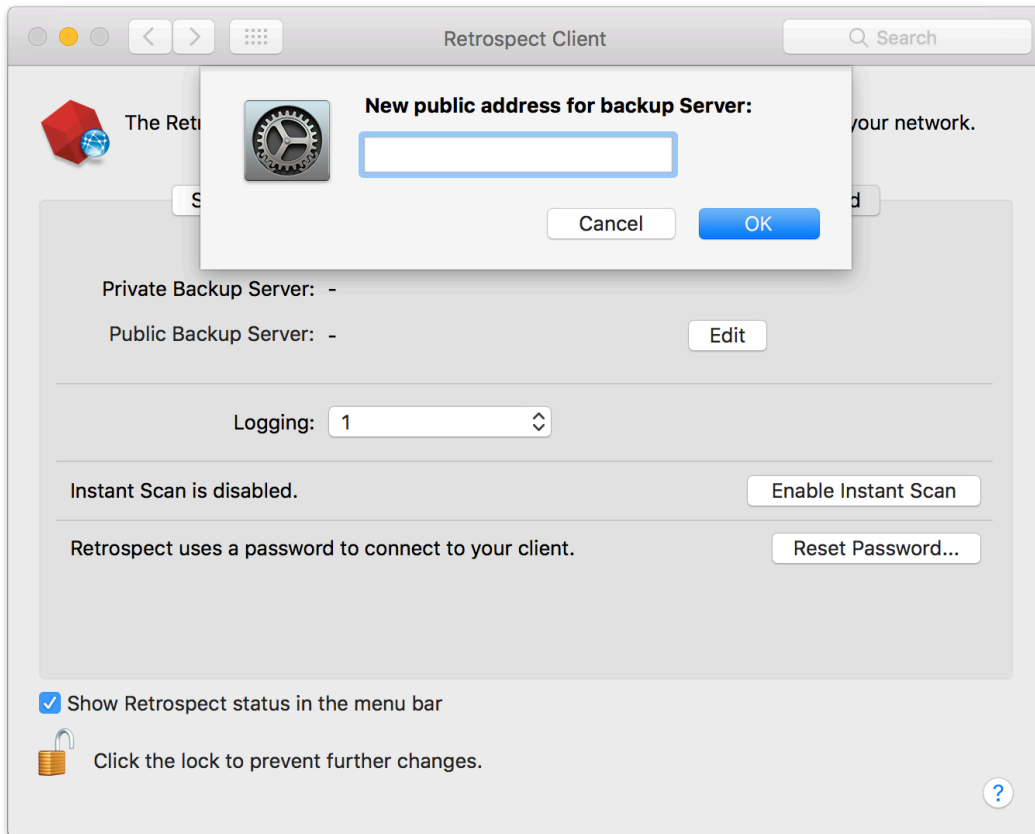 Retrospect Client
Search
New public address for backup Server:
The Retr
your network.
Cancel
OK
S
d
Private Backup Server: -
Public Backup Server: -
Edit
Logging: 1
Instant Scan is disabled.
Enable Instant Scan
Retrospect uses a password to connect to your client.
Reset Password...
Show Retrospect status in the menu bar
Click the lock to prevent further changes.
?